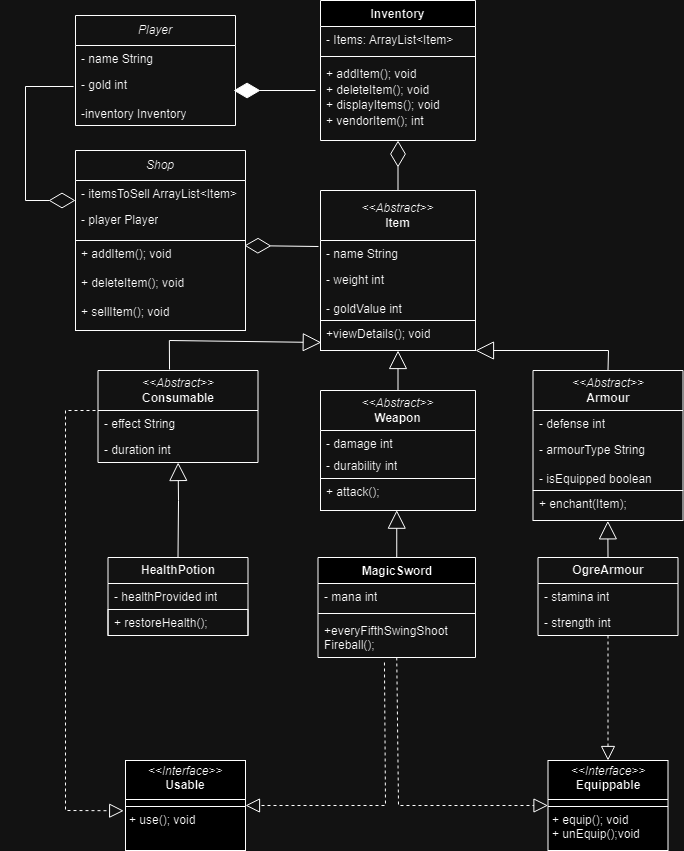 Player
- name String
- gold int
-inventory Inventory
Inventory
- Items: ArrayList<Item>
+ addItem(); void
+ deleteItem(); void
+ displayItems(); void
+ vendorItem(); int
Shop
- itemsToSell ArrayList<Item>
- player Player
+ addItem(); void
+ deleteItem(); void
+ sellItem(); void
<<Abstract>>
Item
- name String
- weight int
- goldValue int
+viewDetails(); void
<<Abstract>>
Consumable
- effect String
- duration int
<<Abstract>>
Weapon
- damage int
- durability int
+ attack();
<<Abstract>>
Armour
- defense int
- armourType String
- isEquipped boolean
+ enchant(Item);
HealthPotion
- healthProvided int
+ restoreHealth();
MagicSword
- mana int
+everyFifthSwingShoot
Fireball();
OgreArmour
- stamina int
- strength int
<<Interface>>
Usable
+ use(); void
<<Interface>>
Equippable
+ equip(); void
+ unEquip();void